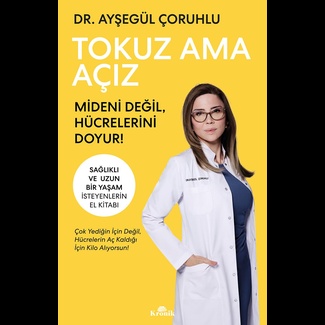 DR. AYŞEGÜL ÇORUHLU
TOKUZ AMA
AÇIZ
MİDENİ DEĞİL,
HÜCRELERİNİ
DOYUR!
SAĞLIKLI
VE UZUN
BİR YAŞAM
İSTEYENLERİN
EL KİTABI
Çok Yediğin İçin Değil,
Hücrelerin Aç Kaldığı
İçin Kilo Alıyorsun!
Kronik